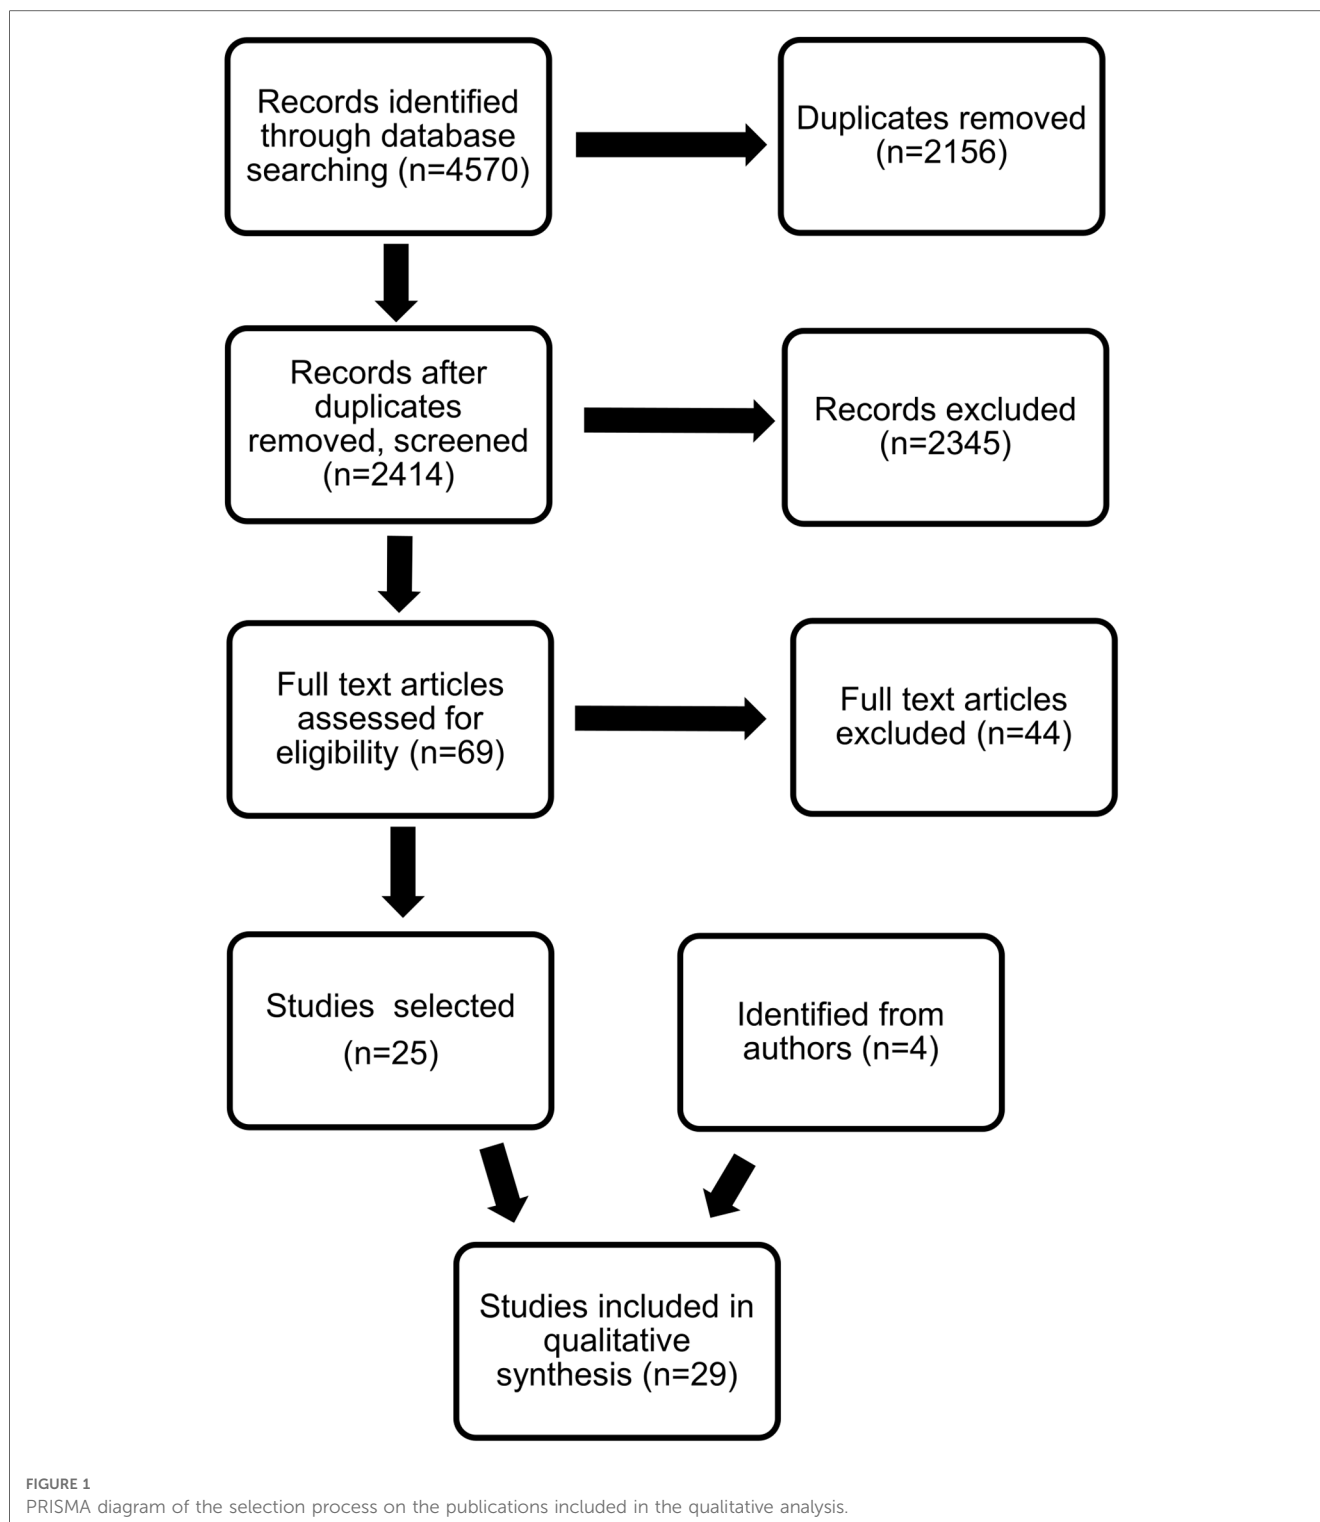 Records identified
through database
searching (n=4570)
Duplicates removed
(n=2156)
Records after
duplicates
removed, screened
(n=2414)
Records excluded
(n=2345)
Full text articles
assessed for
eligibility (n=69)
Full text articles
excluded (n=44)
Studies  selected
(n=25)
Identified from
authors (n=4)
Studies included in
qualitative
synthesis (n=29)
FIGURE 1
PRISMA diagram of the selection process on the publications included in the qualitative analysis.